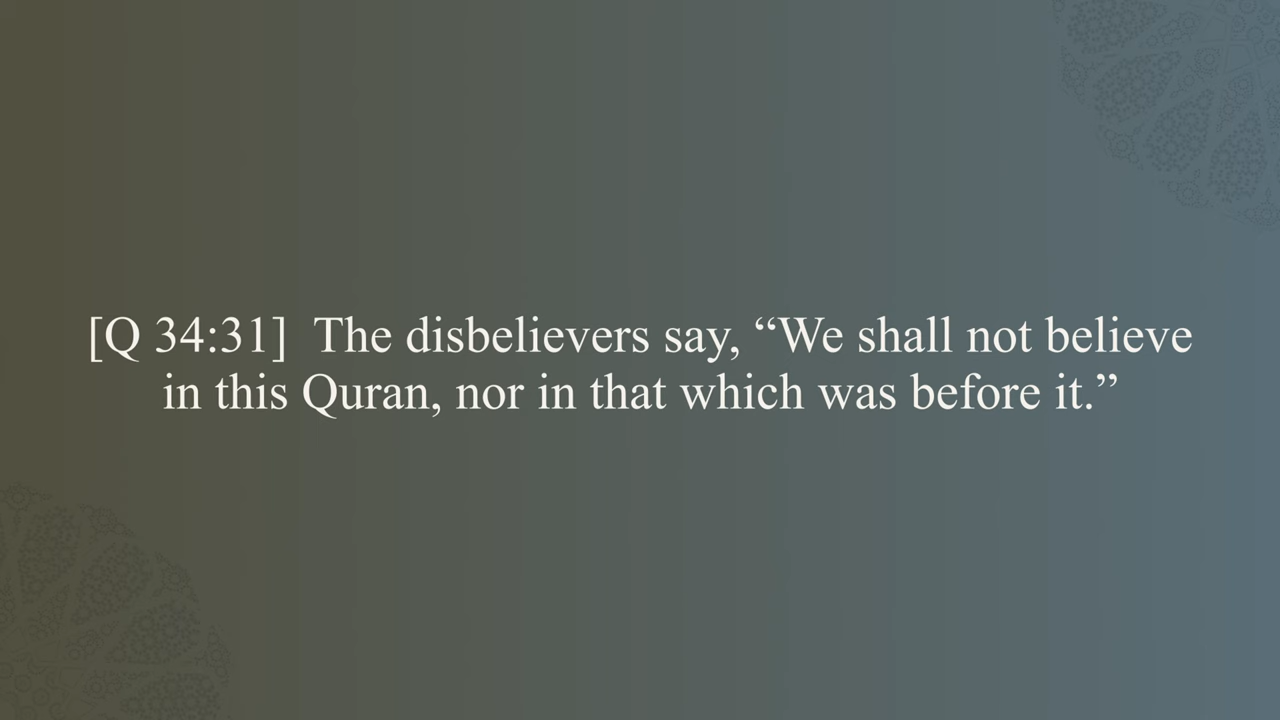 [Q 34:31]  The disbelievers say, “We shall not believe
in this Quran, nor in that which was before it.”